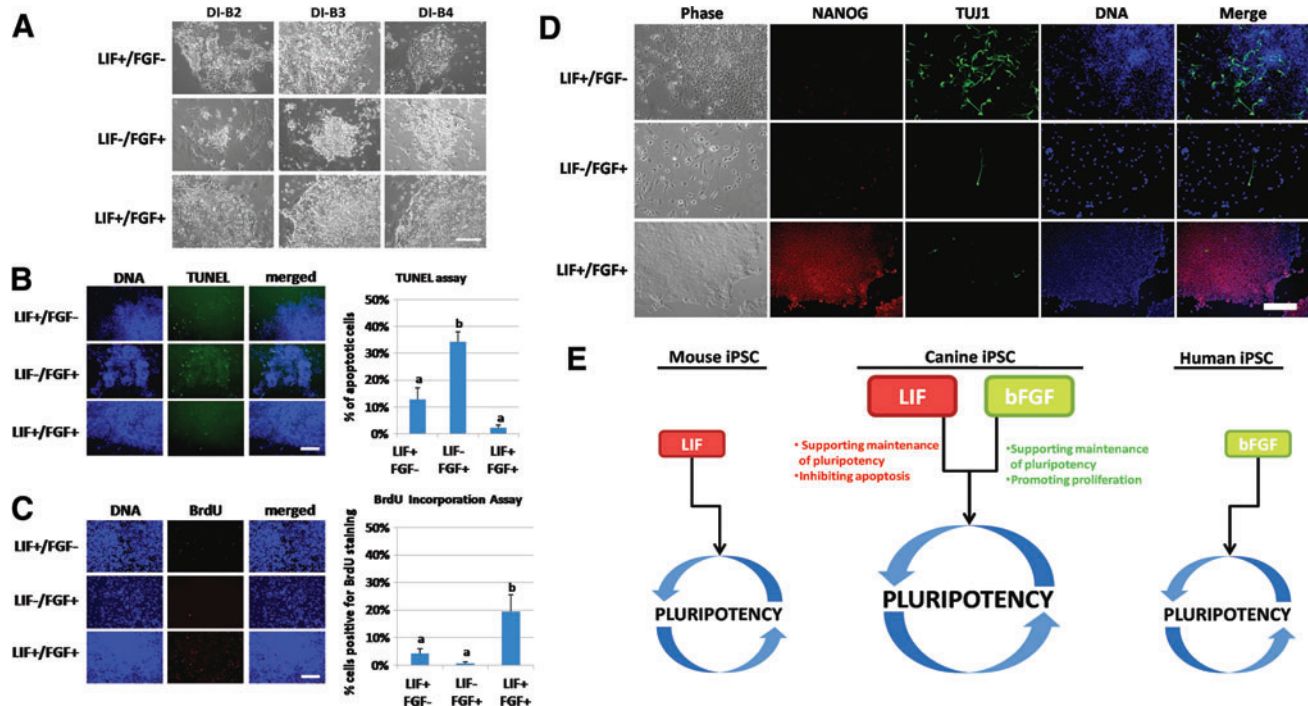 A
DI-B2 DI-B3 DI-B4
LIF+/FGF-
LIF-/FGF+
LIF+/FGF+
B
DNA TUNEL merged
LIF+/FGF-
LIF-/FGF+
LIF+/FGF+
TUNEL assay
% of apoptotic cells
50%
40%
30%
20%
10%
0%
a b a
LIF+ LIF- LIF+
FGF- FGF+ FGF+
C
DNA BrdU merged
LIF+/FGF-
LIF-/FGF+
LIF+/FGF+
BrdU Incorporation Assay
% cells positive for BrdU staining
50%
40%
30%
20%
10%
0%
a a b
LIF+ LIF- LIF+
FGF- FGF+ FGF+
D
Phase NANOG TUJ1 DNA Merge
LIF+/FGF-
LIF-/FGF+
LIF+/FGF+
E
Mouse iPSC Canine iPSC Human iPSC
LIF bFGF
LIF
bFGF
• Supporting maintenance
of pluripotency
• Inhibiting apoptosis
• Supporting maintenance
of pluripotency
• Promoting proliferation
PLURIPOTENCY PLURIPOTENCY PLURIPOTENCY